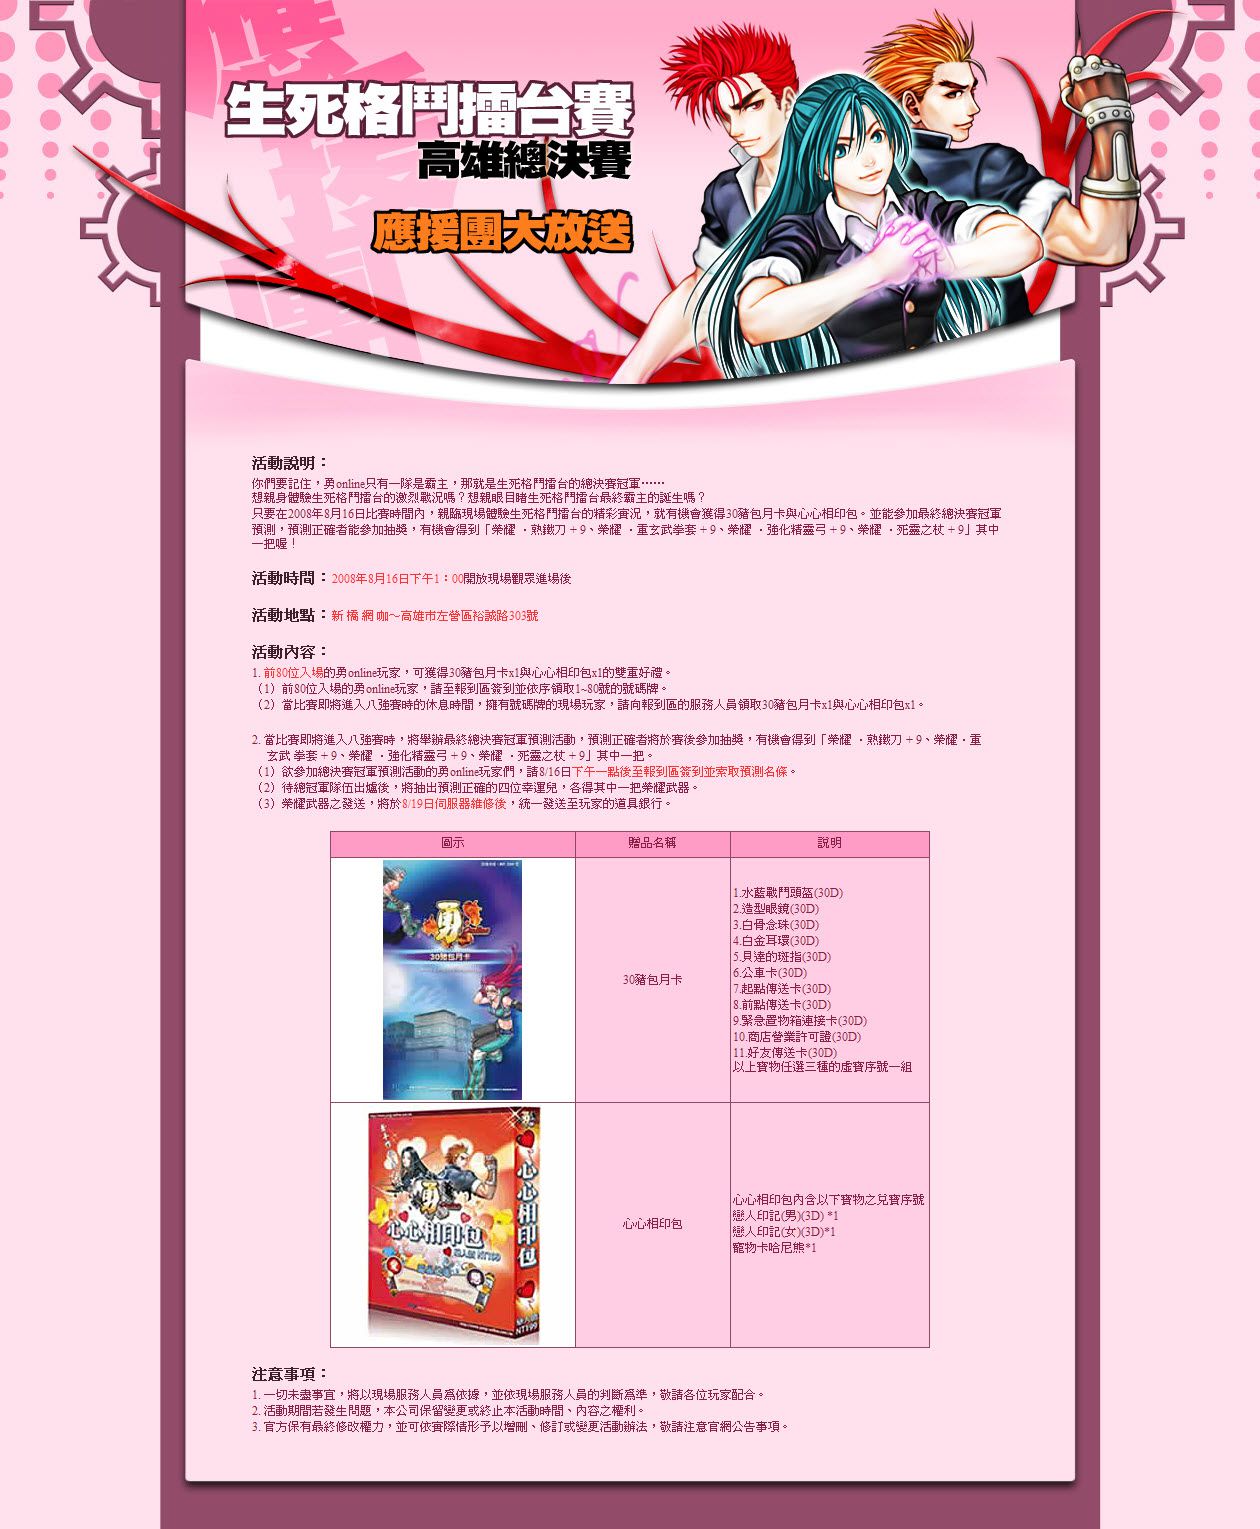 應援團
生死格鬥擂台賽
高雄總決賽
應援團大放送
活動說明：
你們要記住，勇online只有一隊是霸主，那就是生死格鬥擂台的總決賽冠軍⋯⋯
想親身體驗生死格鬥擂台的激烈戰況嗎？想親眼目睹生死格鬥擂台最終霸主的誕生嗎？
只要在2008年8月16日比賽時間內，親臨現場體驗生死格鬥擂台的精彩賽況，就有機會獲得30豬包月卡與心心相印包。並能參加最終總決賽冠軍
預測，預測正確者能參加抽獎，有機會得到「榮耀 ‧熟鐵刀＋9、榮耀 ‧重玄武拳套＋9、榮耀 ‧強化精靈弓＋9、榮耀 ‧死靈之杖＋9」其中
一把喔！
活動時間：2008年8月16日下午1：00開放現場觀眾進場後
活動地點：新 橋 網 咖～高雄市左營區裕誠路303號
活動內容：
1. 前80位入場的勇online玩家，可獲得30豬包月卡x1與心心相印包x1的雙重好禮。
（1）前80位入場的勇online玩家，請至報到區簽到並依序領取1~80號的號碼牌。
（2）當比賽即將進入八強賽時的休息時間，擁有號碼牌的現場玩家，請向報到區的服務人員領取30豬包月卡x1與心心相印包x1。
2. 當比賽即將進入八強賽時，將舉辦最終總決賽冠軍預測活動，預測正確者將於賽後參加抽獎，有機會得到「榮耀 ‧熟鐵刀＋9、榮耀‧重
玄武 拳套＋9、榮耀 ‧強化精靈弓＋9、榮耀 ‧死靈之杖＋9」其中一把。
（1）欲參加總決賽冠軍預測活動的勇online玩家們，請8/16日下午一點後至報到區簽到並索取預測名條。
（2）待總冠軍隊伍出爐後，將抽出預測正確的四位幸運兒，各得其中一把榮耀武器。
（3）榮耀武器之發送，將於8/19日伺服器維修後，統一發送至玩家的道具銀行。
圖示 贈品名稱 說明
勇
30豬包月卡
30豬包月卡
1.水藍戰鬥頭盔(30D)
2.造型眼鏡(30D)
3.白骨念珠(30D)
4.白金耳環(30D)
5.貝達的斑指(30D)
6.公車卡(30D)
7.起點傳送卡(30D)
8.前點傳送卡(30D)
9.緊急置物箱連接卡(30D)
10.商店營業許可證(30D)
11.好友傳送卡(30D)
以上寶物任選三種的虛寶序號一組
勇
心心相印包
心心相印包
NT199
心心相印包
心心相印包內含以下寶物之兌寶序號
戀人印記(男)(3D) *1
戀人印記(女)(3D)*1
寵物卡哈尼熊*1
注意事項：
1. 一切未盡事宜，將以現場服務人員為依據，並依現場服務人員的判斷為準，敬請各位玩家配合。
2. 活動期間若發生問題，本公司保留變更或終止本活動時間、內容之權利。
3. 官方保有最終修改權力，並可依實際情形予以增刪、修訂或變更活動辦法，敬請注意官網公告事項。